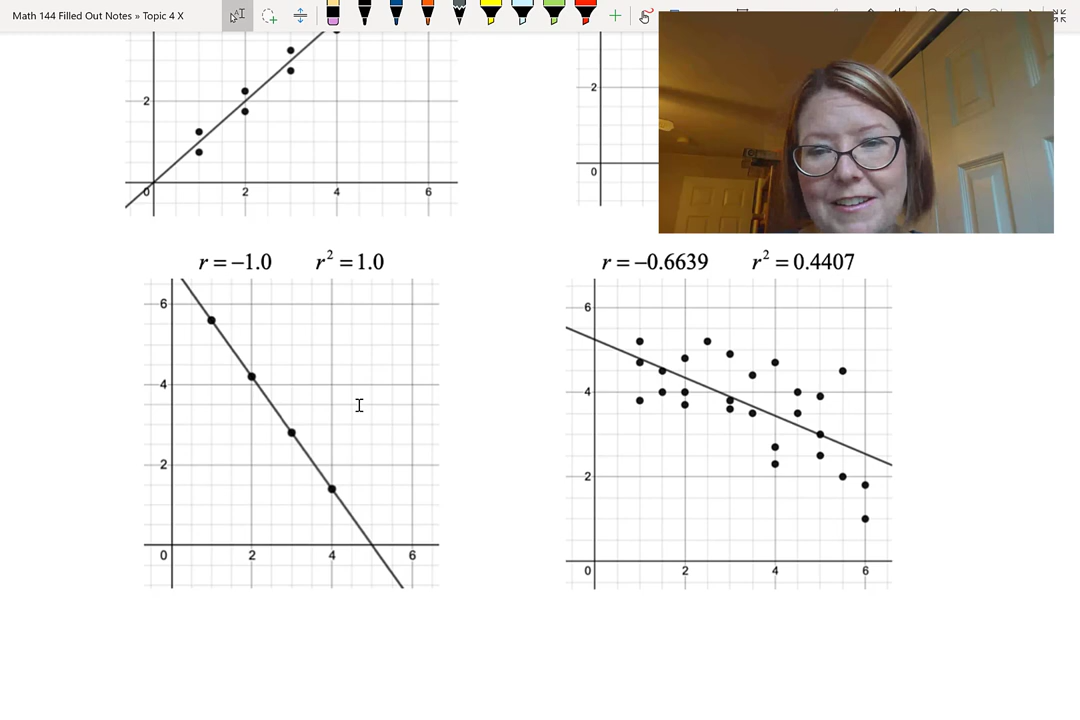 Math 144 Filled Out Notes » Topic 4 X
2
0 2 4 6
2
0
r = −1.0 r² = 1.0
6
4
2
0 2 4 6
r = −0.6639 r² = 0.4407
6
4
2
0 2 4 6